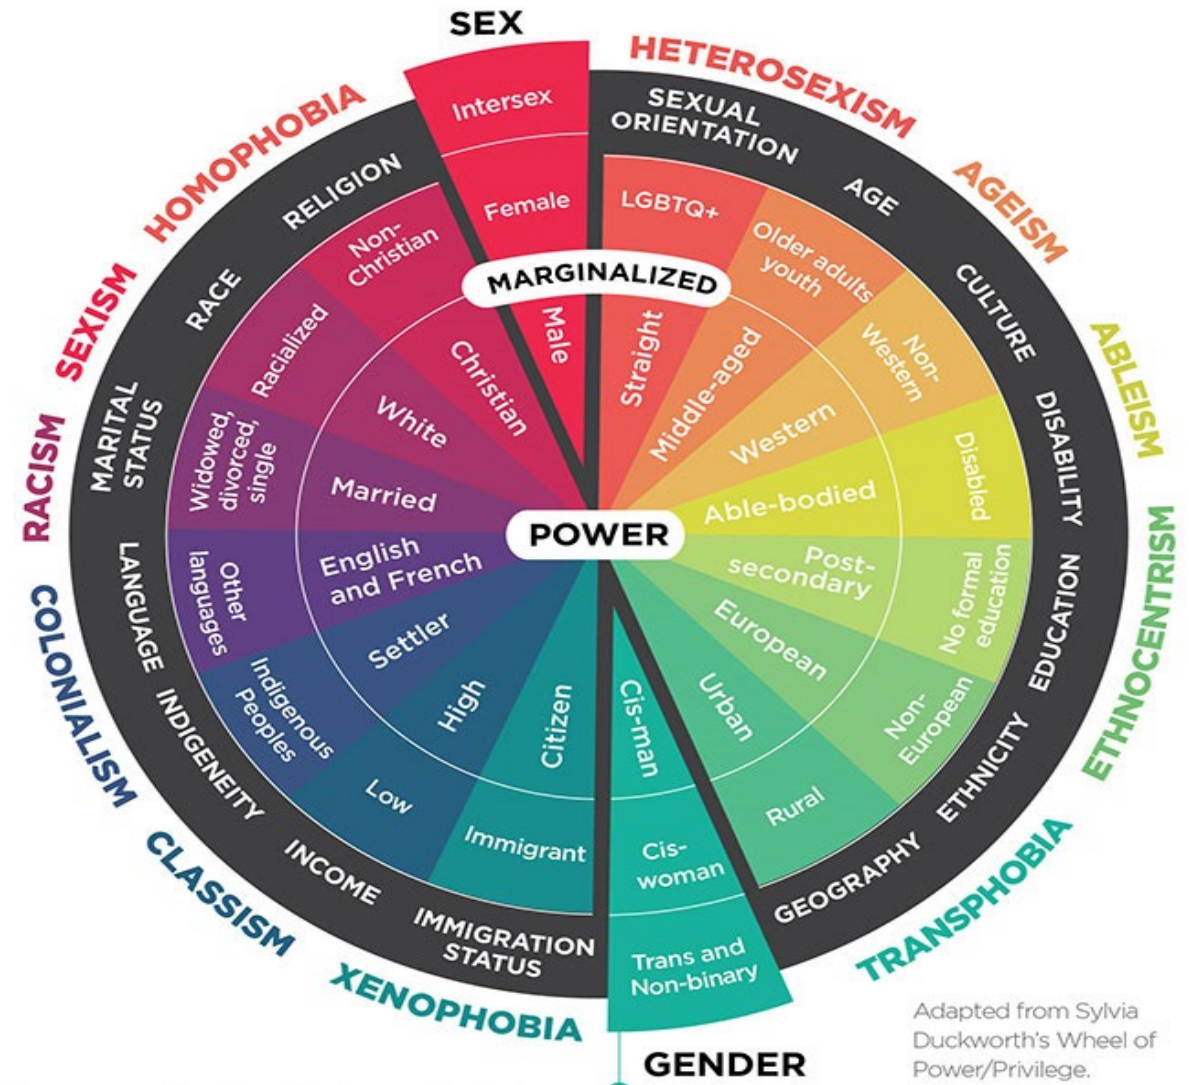 SEX
Intersex
Female
Male
MARGINALIZED
POWER
HETEROSEXISM
SEXUAL
ORIENTATION
LGBTQ+
Straight
AGEISM
AGE
Older adults
youth
Middle-aged
CULTURE
Non-
Western
Western
ABLEISM
DISABILITY
Disabled
Able-bodied
EDUCATION
No formal
education
Post-
secondary
ETHNOCENTRISM
ETHNICITY
Non-
European
European
GEOGRAPHY
Rural
Urban
TRANSPHOBIA
Cis-man
Cis-
woman
Trans and
Non-binary
GENDER
XENOPHOBIA
IMMIGRATION
STATUS
Immigrant
Citizen
CLASSISM
INCOME
Low
High
COLONIALISM
INDIGENEITY
Indigenous
Peoples
Settler
LANGUAGE
Other
languages
English
and French
RACISM
MARITAL
STATUS
Widowed,
divorced,
single
Married
SEXISM
RACE
Racialized
White
HOMOPHOBIA
RELIGION
Non-
Christian
Christian
Adapted from Sylvia
Duckworth's Wheel of
Power/Privilege.